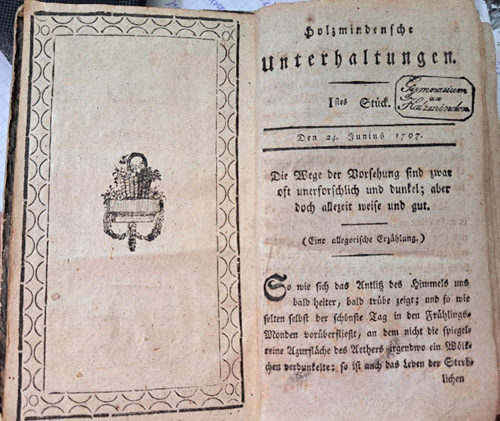 Holzmindensche
Unterhaltungen.
Istes Stück.
Gymnasium
zu
Holzminden
Den 24. Junius 1797.
Die Wege der Vorsehung sind zwar
oft unerforschlich und dunkel; aber
doch allezeit weise und gut.
(Eine allegorische Erzählung.)
So wie sich das Antlitz des Himmels uns
bald heiter, bald trübe zeigt; und so wie
selten selbst der schönste Tag in den Frühlings-
Monden vorüberfließt, an dem nicht die spiegel-
reine Azurfläche des Aethers irgendwo ein Wölk-
chen verdunkelte: so ist auch das Leben der Sterb-
lichen